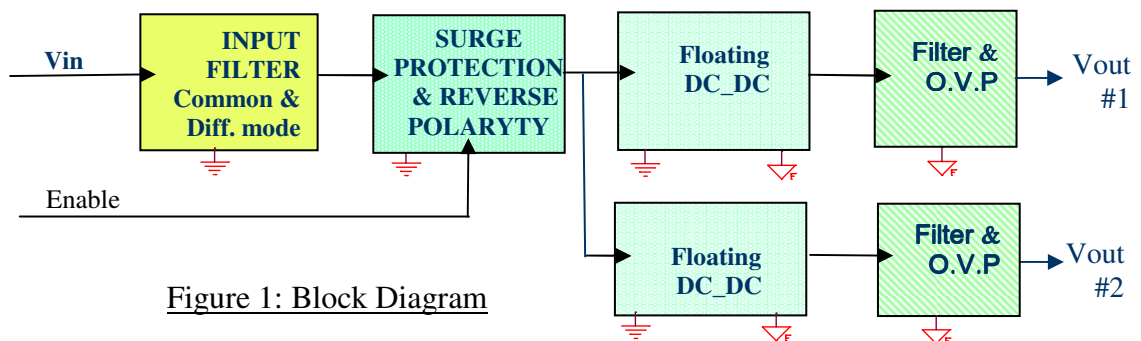 Vin
INPUT
FILTER
Common &
Diff. mode
SURGE
PROTECTION
& REVERSE
POLARYTY
Floating
DC_DC
Filter &
O.V.P
Vout
#1
Enable
Floating
DC_DC
Filter &
O.V.P
Vout
#2
F
F
F
F
Figure 1: Block Diagram